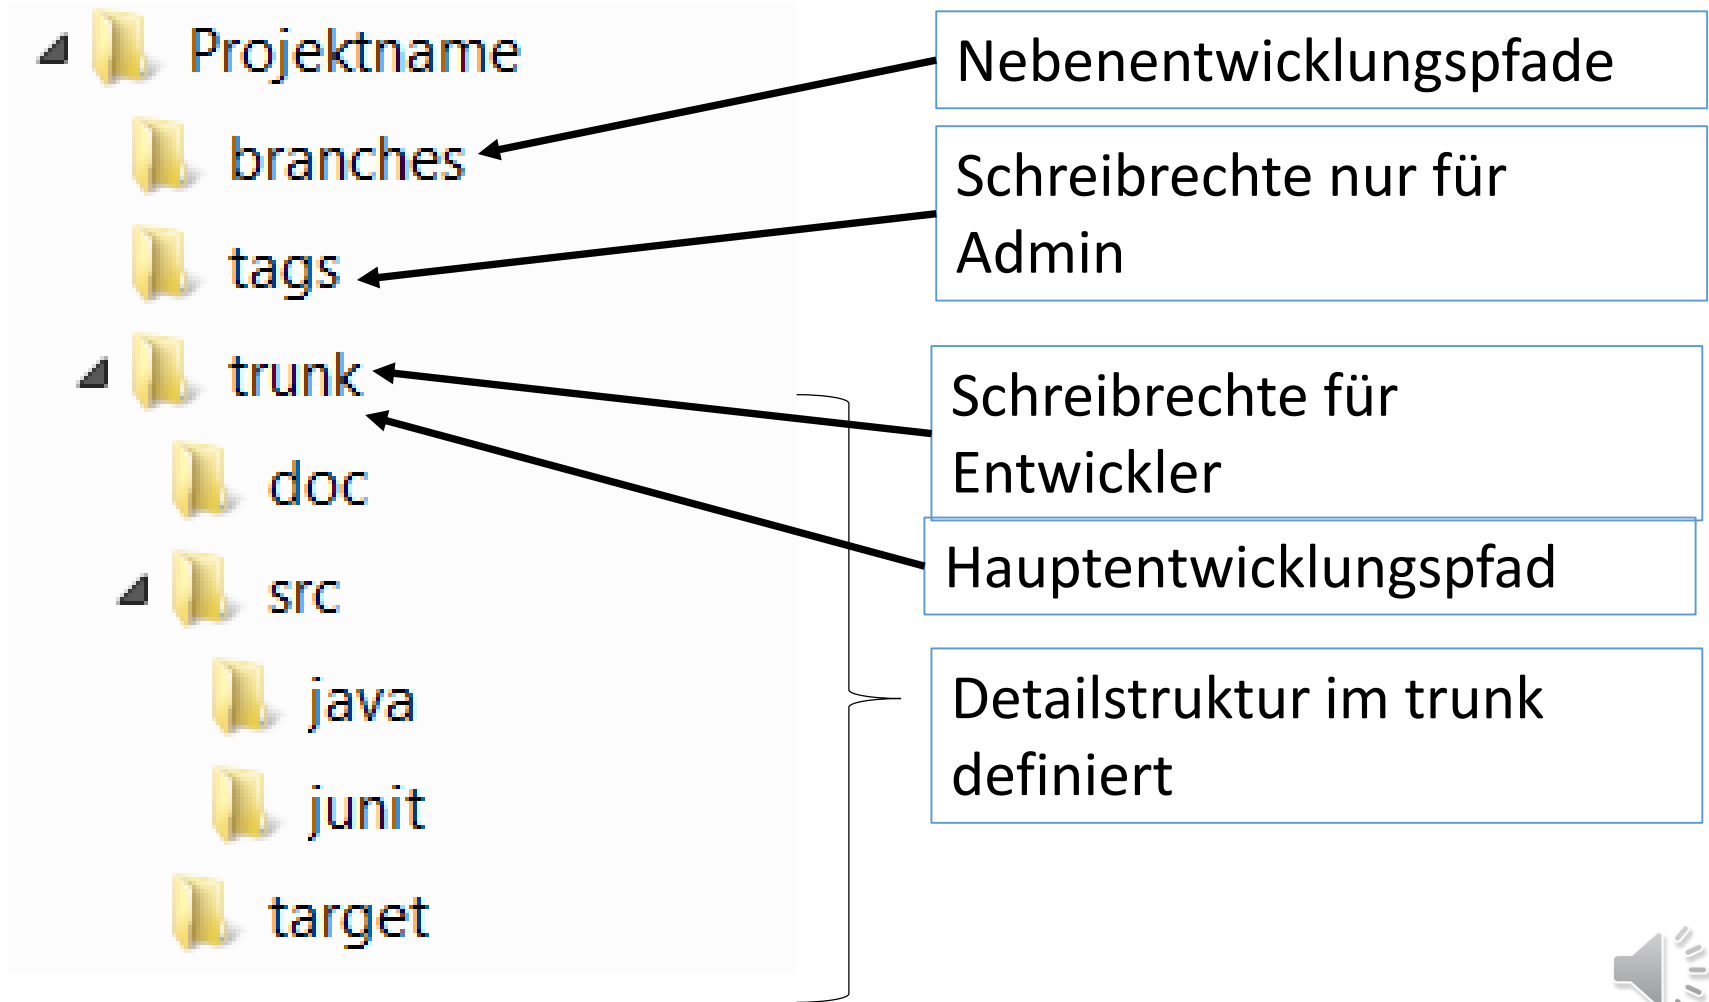 Projektname
branches
tags
trunk
doc
src
java
junit
target
Nebenentwicklungspfade
Schreibrechte nur für
Admin
Schreibrechte für
Entwickler
Hauptentwicklungspfad
Detailstruktur im trunk
definiert